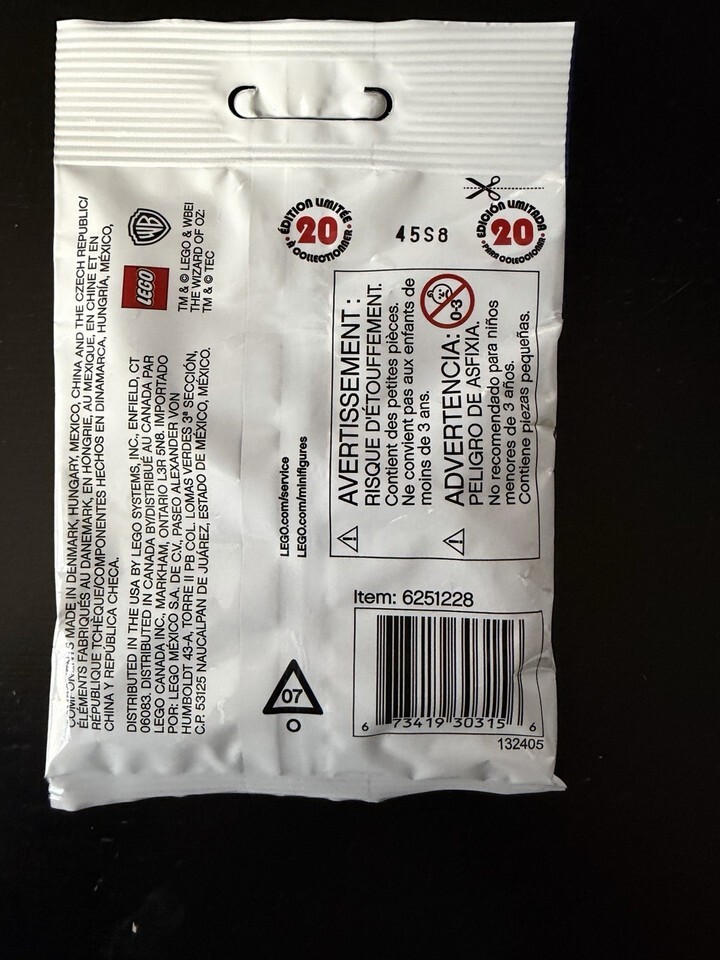 ÉDITION LIMITÉE
20
À COLLECTIONNER
45S8
EDICIÓN LIMITADA
20
PARA COLECCIONAR
COMPONENTS MADE IN DENMARK, HUNGARY, MEXICO, CHINA AND THE CZECH REPUBLIC/
ÉLÉMENTS FABRIQUÉS AU DANEMARK, EN HONGRIE, AU MEXIQUE, EN CHINE ET EN
RÉPUBLIQUE TCHÈQUE/COMPONENTES HECHOS EN DINAMARCA, HUNGRÍA, MÉXICO,
CHINA Y REPÚBLICA CHECA.
DISTRIBUTED IN THE USA BY LEGO SYSTEMS, INC., ENFIELD, CT
06083. DISTRIBUTED IN CANADA BY/DISTRIBUÉ AU CANADA PAR
LEGO CANADA INC., MARKHAM, ONTARIO L3R 5N8. IMPORTADO
POR: LEGO MÉXICO S.A. DE C.V., PASEO ALEXANDER VON
HUMBOLDT 43-A, TORRE II PB COL. LOMAS VERDES 3ª SECCIÓN,
C.P. 53125 NAUCALPAN DE JUÁREZ, ESTADO DE MÉXICO, MÉXICO.
LEGO
WB
TM & © LEGO & WBEI
THE WIZARD OF OZ:
TM & © TEC
LEGO.com/service
LEGO.com/minifigures
AVERTISSEMENT :
RISQUE D'ÉTOUFFEMENT.
Contient des petites pièces.
Ne convient pas aux enfants de
moins de 3 ans.
0-3
ADVERTENCIA:
PELIGRO DE ASFIXIA.
No recomendado para niños
menores de 3 años.
Contiene piezas pequeñas.
07
O
Item: 6251228
6 73419 30315 6
132405